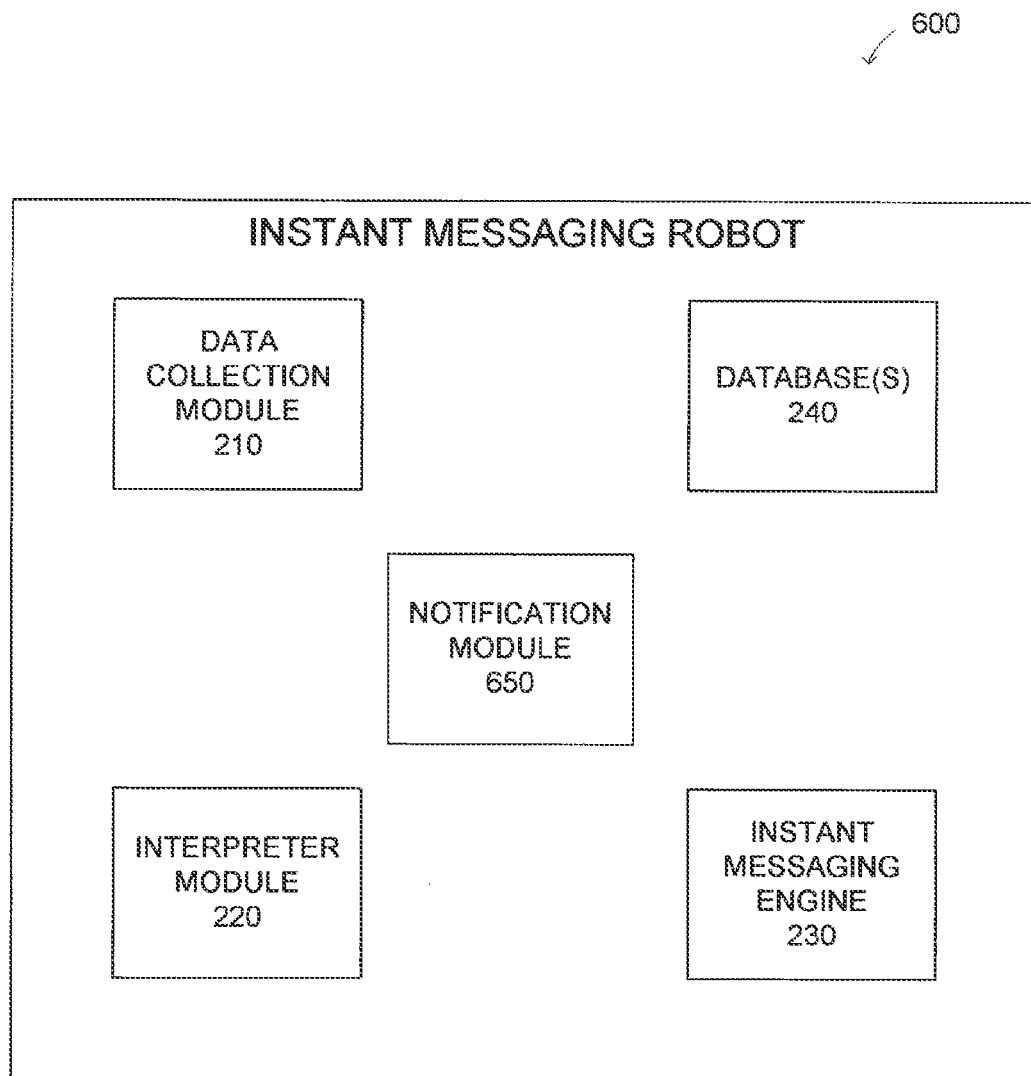 600
INSTANT MESSAGING ROBOT
DATA
COLLECTION
MODULE
210
DATABASE(S)
240
NOTIFICATION
MODULE
650
INTERPRETER
MODULE
220
INSTANT
MESSAGING
ENGINE
230